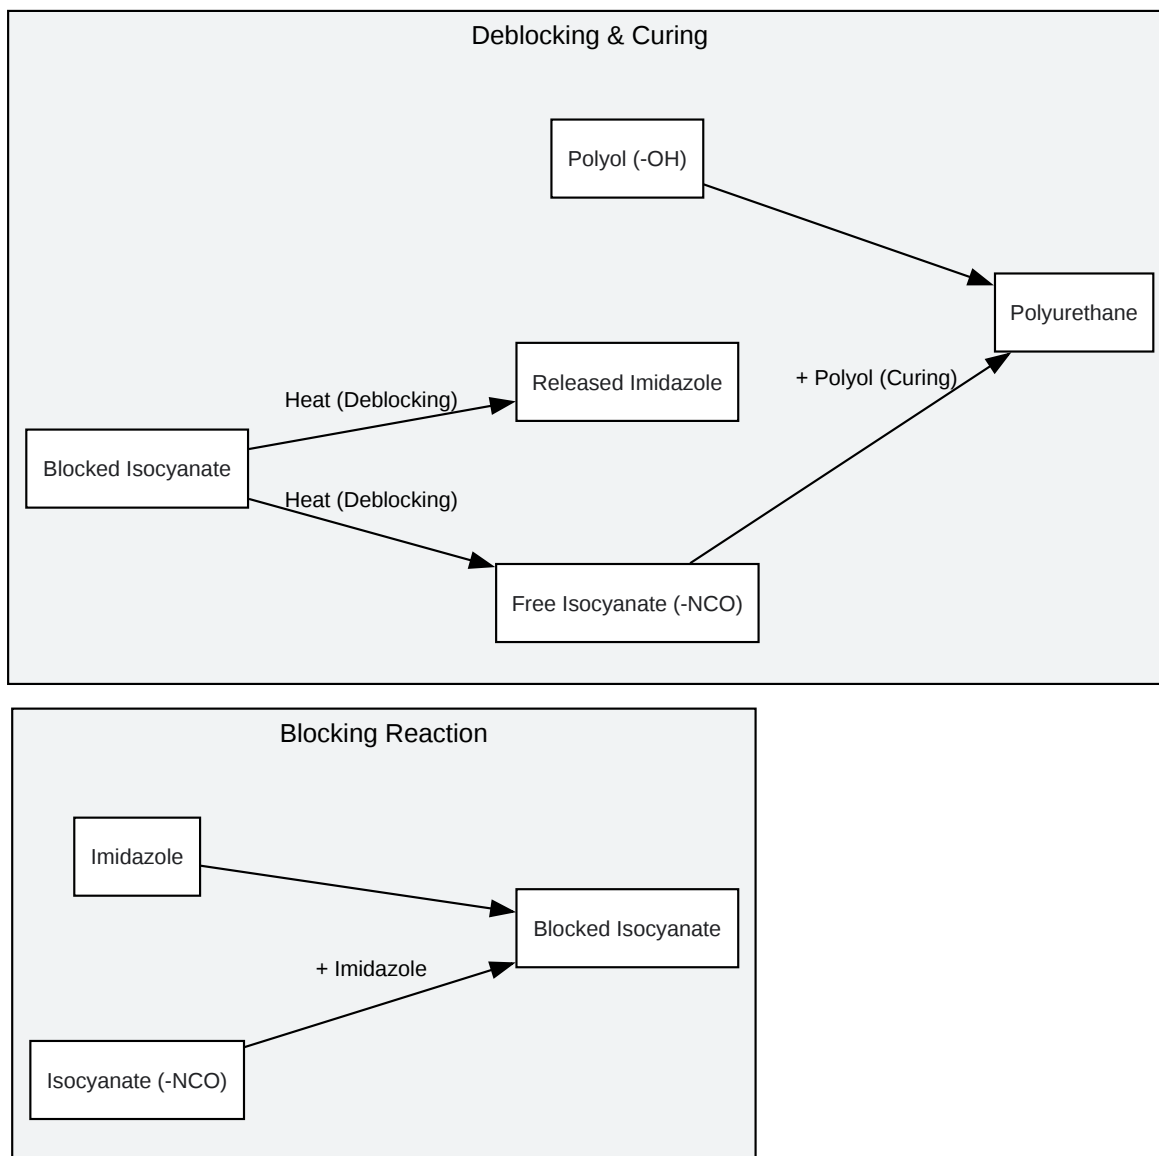 Deblocking & Curing
Polyol (-OH)
Polyurethane
+ Polyol (Curing)
Released Imidazole
Heat (Deblocking)
Blocked Isocyanate
Heat (Deblocking)
Free Isocyanate (-NCO)
Blocking Reaction
Imidazole
Blocked Isocyanate
+ Imidazole
Isocyanate (-NCO)